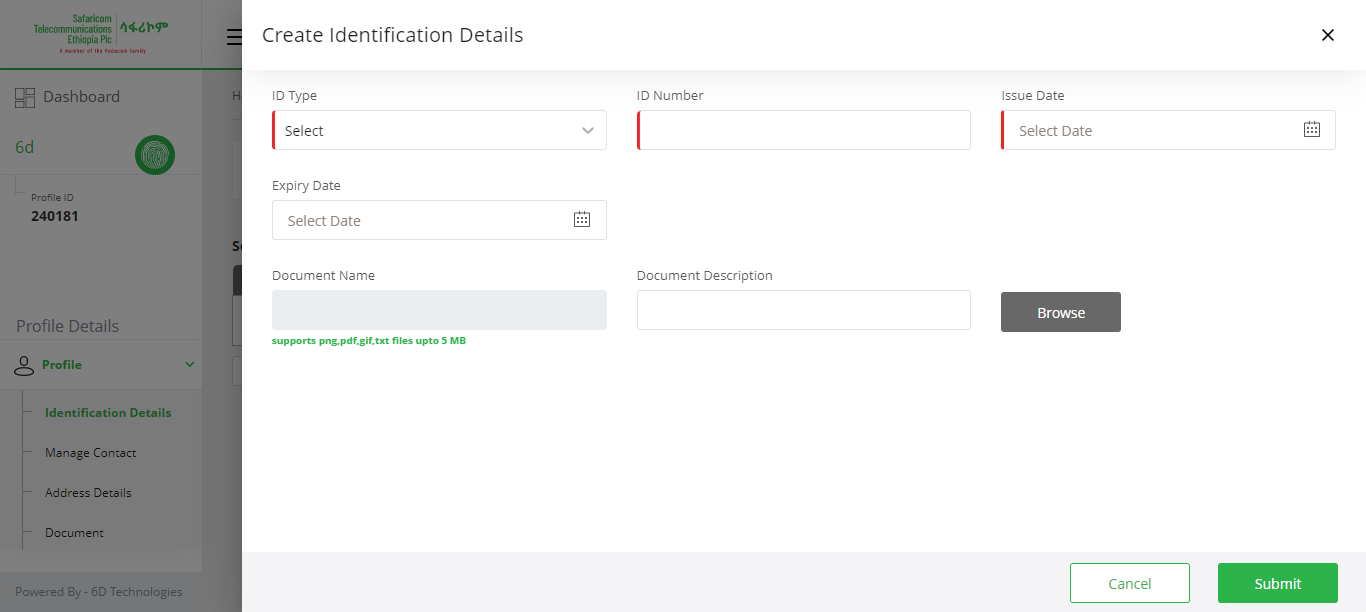 Safaricom
Telecommunications
Ethiopia Plc
ሳፋሪኮም
A member of the Vodacom family
Create Identification Details
Dashboard
6d
Profile ID
240181
Profile Details
Profile
Identification Details
Manage Contact
Address Details
Document
Powered By - 6D Technologies
ID Type
ID Number
Issue Date
Select
Select Date
Expiry Date
Select Date
Document Name
Document Description
Browse
supports png,pdf,gif,txt files upto 5 MB
Cancel
Submit